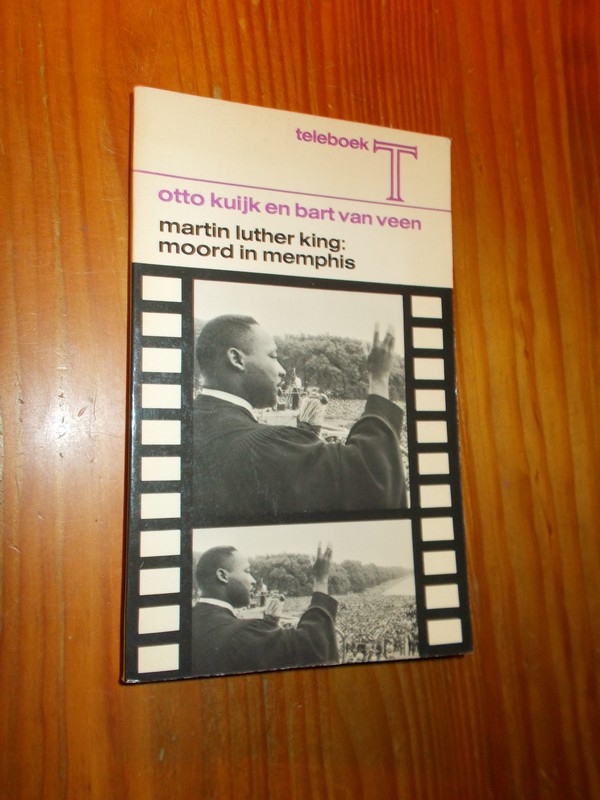 teleboek T
otto kuijk en bart van veen
martin luther king:
moord in memphis